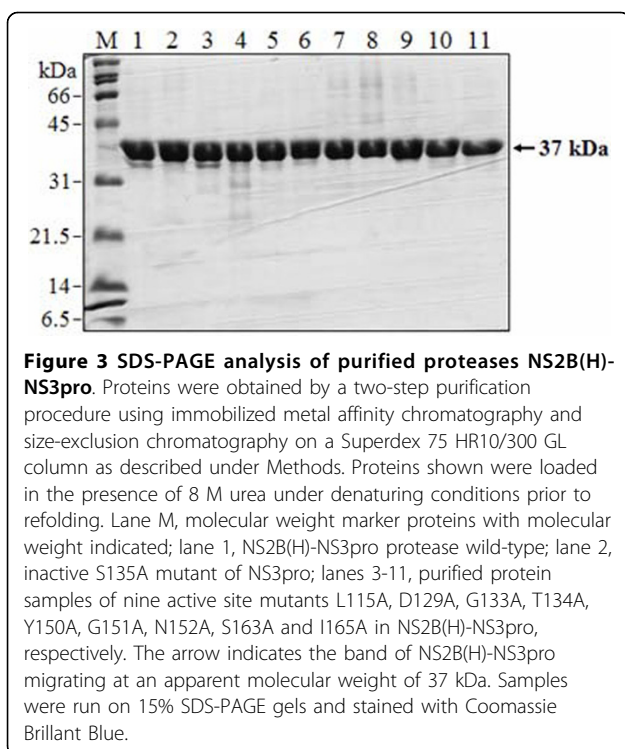 M 1 2 3 4 5 6 7 8 9 10 11
kDa
66-
45-
37 kDa
31-
21.5-
14-
6.5-
Figure 3 SDS-PAGE analysis of purified proteases NS2B(H)-
NS3pro. Proteins were obtained by a two-step purification
procedure using immobilized metal affinity chromatography and
size-exclusion chromatography on a Superdex 75 HR10/300 GL
column as described under Methods. Proteins shown were loaded
in the presence of 8 M urea under denaturing conditions prior to
refolding. Lane M, molecular weight marker proteins with molecular
weight indicated; lane 1, NS2B(H)-NS3pro protease wild-type; lane 2,
inactive S135A mutant of NS3pro; lanes 3-11, purified protein
samples of nine active site mutants L115A, D129A, G133A, T134A,
Y150A, G151A, N152A, S163A and I165A in NS2B(H)-NS3pro,
respectively. The arrow indicates the band of NS2B(H)-NS3pro
migrating at an apparent molecular weight of 37 kDa. Samples
were run on 15% SDS-PAGE gels and stained with Coomassie
Brillant Blue.